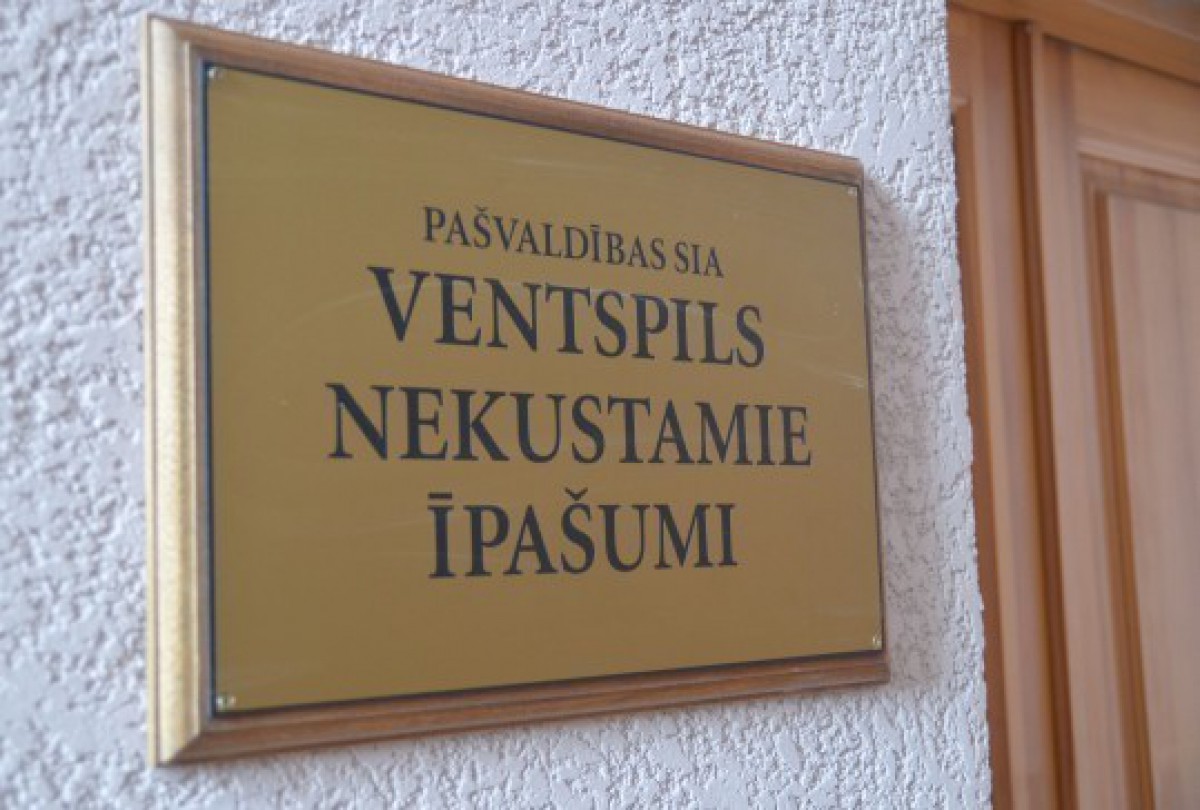 PAŠVALDĪBAS SIA
VENTSPILS
NEKUSTAMIE
ĪPAŠUMI